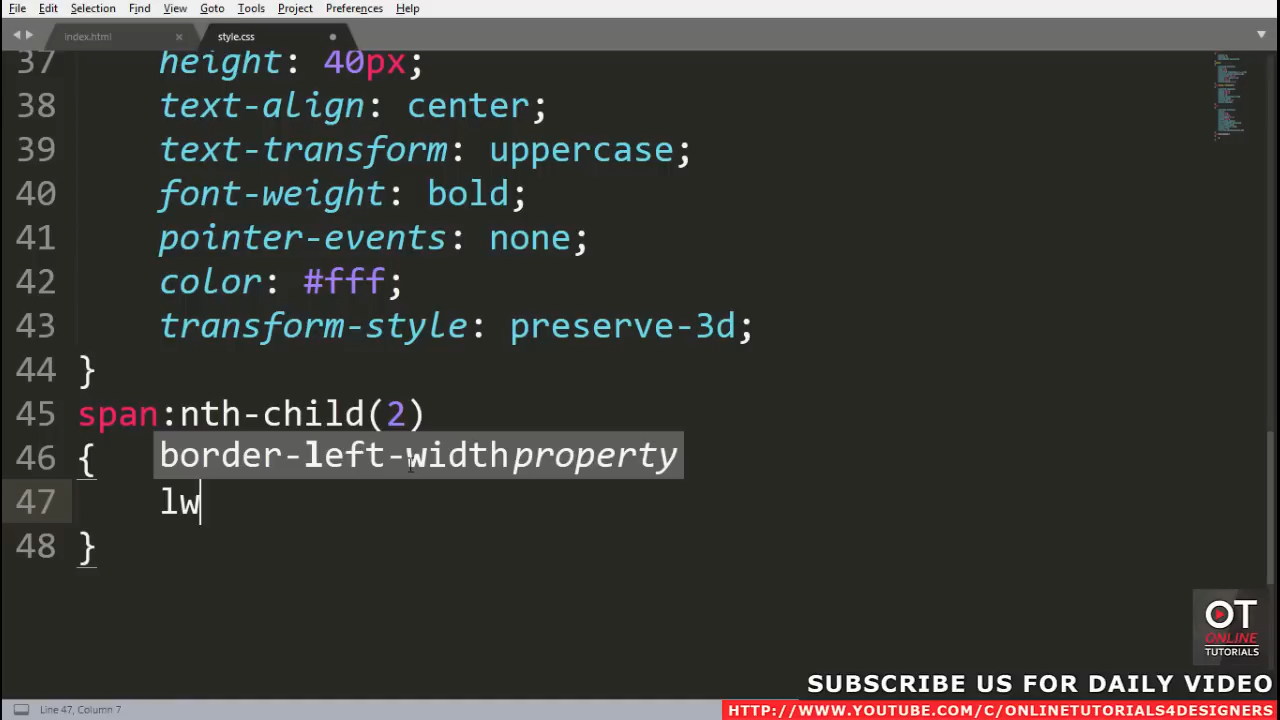 File Edit Selection Find View Goto Tools Project Preferences Help
index.html × style.css
37 height: 40px;
38 text-align: center;
39 text-transform: uppercase;
40 font-weight: bold;
41 pointer-events: none;
42 color: #fff;
43 transform-style: preserve-3d;
44 }
45 span:nth-child(2)
46 {
border-left-width property
47 lw
48 }
OT
ONLINE
TUTORIALS
SUBSCRIBE US FOR DAILY VIDEO
Line 47, Column 7
HTTP://WWW.YOUTUBE.COM/C/ONLINETUTORIALS4DESIGNERS